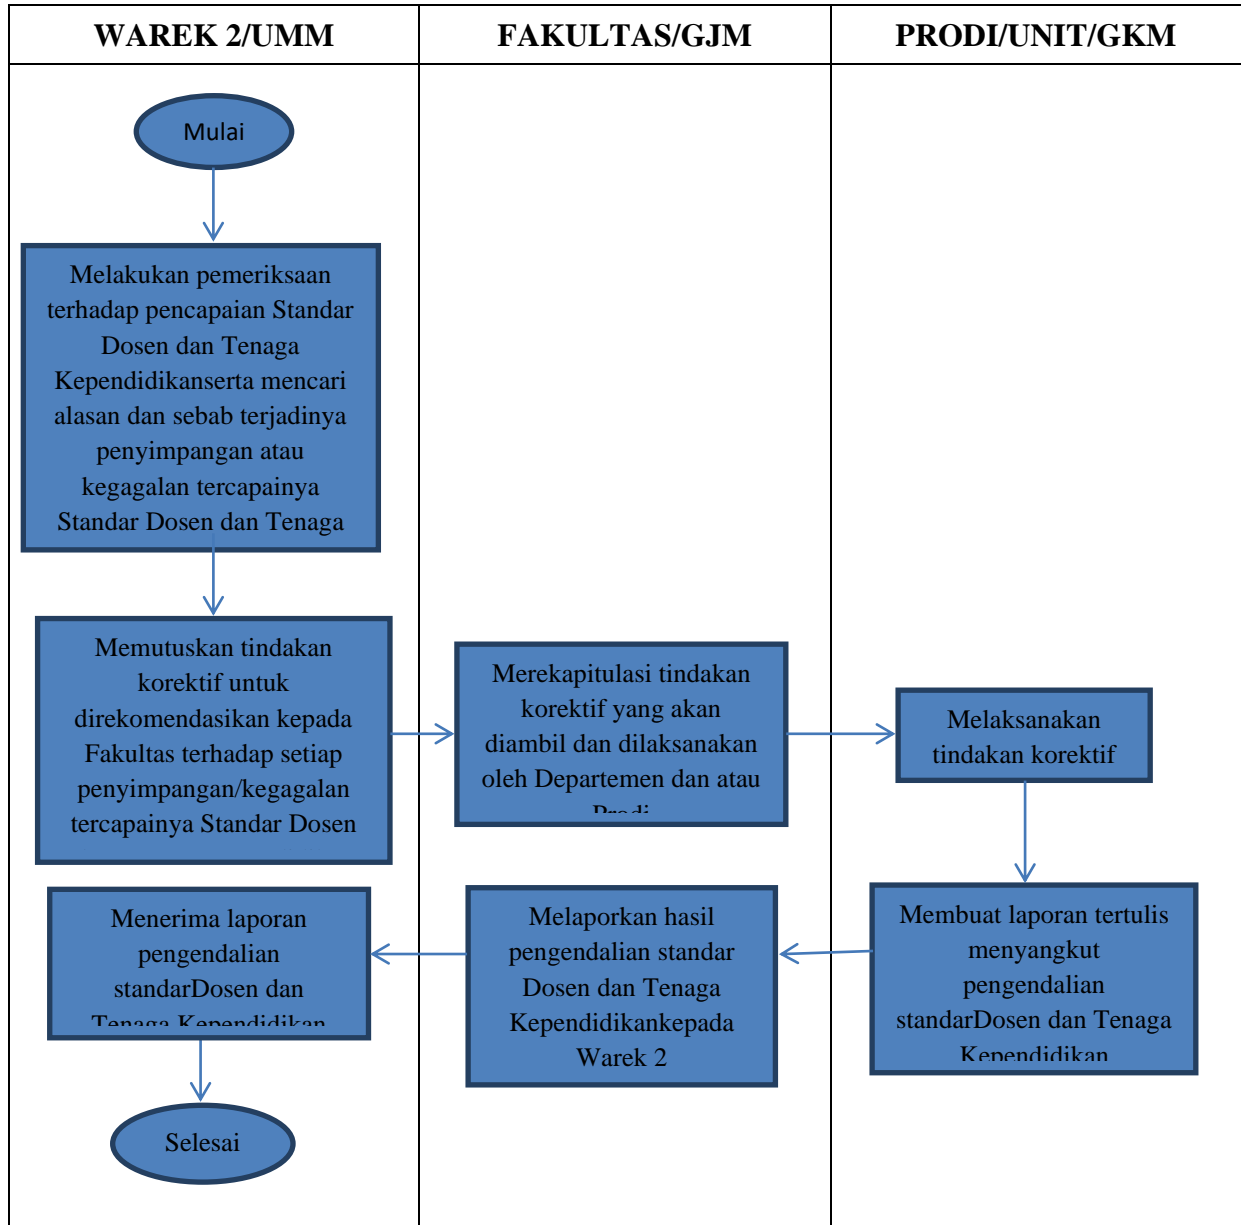 WAREK 2/UMM
FAKULTAS/GJM
PRODI/UNIT/GKM
Mulai
Melakukan pemeriksaan
terhadap pencapaian Standar
Dosen dan Tenaga
Kependidikanserta mencari
alasan dan sebab terjadinya
penyimpangan atau
kegagalan tercapainya
Standar Dosen dan Tenaga
Memutuskan tindakan
korektif untuk
direkomendasikan kepada
Fakultas terhadap setiap
penyimpangan/kegagalan
tercapainya Standar Dosen
Merekapitulasi tindakan
korektif yang akan
diambil dan dilaksanakan
oleh Departemen dan atau
Prodi
Melaksanakan
tindakan korektif
Membuat laporan tertulis
menyangkut
pengendalian
standarDosen dan Tenaga
Kependidikan
Melaporkan hasil
pengendalian standar
Dosen dan Tenaga
Kependidikankepada
Warek 2
Menerima laporan
pengendalian
standarDosen dan
Tenaga Kependidikan
Selesai